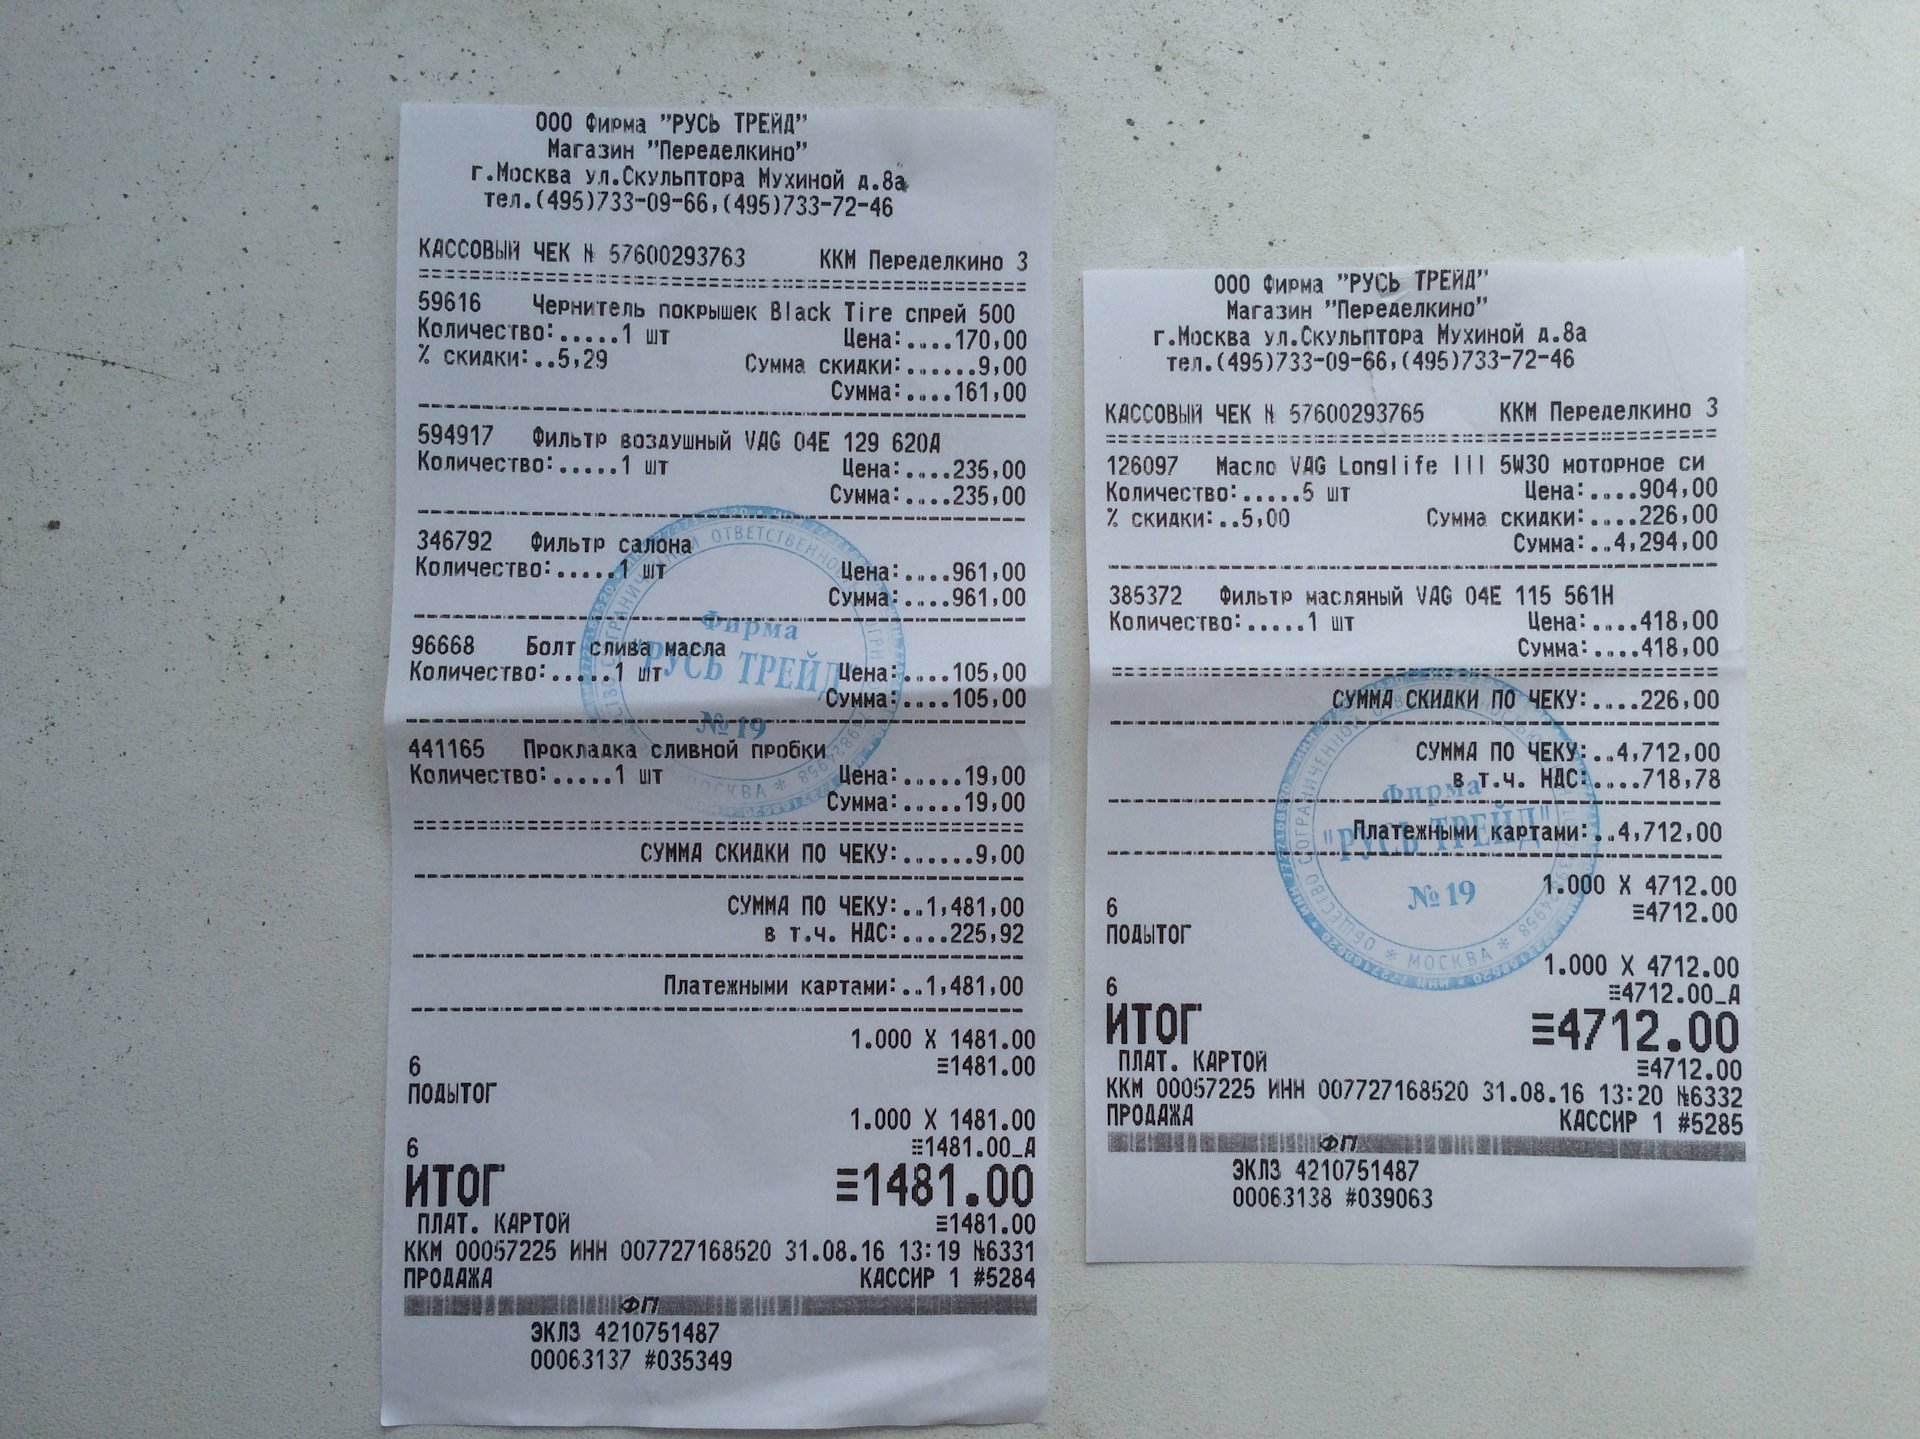 ООО Фирма "РУСЬ ТРЕЙД"
Магазин "Переделкино"
г.Москва ул.Скульптора Мухиной д.8а
тел.(495)733-09-66,(495)733-72-46
КАССОВЫЙ ЧЕК № 57600293763 ККМ Переделкино 3
59616 Чернитель покрышек Black Tire спрей 500
Количество:.....1 шт Цена:....170,00
% скидки:..5,29 Сумма скидки:......9,00
Сумма:....161,00
594917 Фильтр воздушный VAG 04E 129 620A
Количество:.....1 шт Цена:....235,00
Сумма:....235,00
346792 Фильтр салона
Количество:.....1 шт Цена:....961,00
Сумма:....961,00
96668 Болт слива масла
Количество:.....1 шт Цена:....105,00
Сумма:....105,00
441165 Прокладка сливной пробки
Количество:.....1 шт Цена:.....19,00
Сумма:.....19,00
СУММА СКИДКИ ПО ЧЕКУ:......9,00
СУММА ПО ЧЕКУ:..1,481,00
в т.ч. НДС:....225,92
Платежными картами:..1,481,00
1.000 X 1481.00
6 ≡1481.00
ПОДЫТОГ
1.000 X 1481.00
6 ≡1481.00_А
ИТОГ ≡1481.00
ПЛАТ. КАРТОЙ ≡1481.00
ККМ 00057225 ИНН 007727168520 31.08.16 13:19 №6331
ПРОДАЖА КАССИР 1 #5284
ФП
ЭКЛЗ 4210751487
00063137 #035349
Фирма
"РУСЬ ТРЕЙД"
№ 19
ООО Фирма "РУСЬ ТРЕЙД"
Магазин "Переделкино"
г.Москва ул.Скульптора Мухиной д.8а
тел.(495)733-09-66,(495)733-72-46
КАССОВЫЙ ЧЕК № 57600293765 ККМ Переделкино 3
126097 Масло VAG Longlife III 5W30 моторное си
Количество:.....5 шт Цена:....904,00
% скидки:..5,00 Сумма скидки:....226,00
Сумма:..4,294,00
385372 Фильтр масляный VAG 04E 115 561H
Количество:.....1 шт Цена:....418,00
Сумма:....418,00
СУММА СКИДКИ ПО ЧЕКУ:....226,00
СУММА ПО ЧЕКУ:..4,712,00
в т.ч. НДС:....718,78
Платежными картами:..4,712,00
1.000 X 4712.00
6 ≡4712.00
ПОДЫТОГ
1.000 X 4712.00
6 ≡4712.00_А
ИТОГ ≡4712.00
ПЛАТ. КАРТОЙ ≡4712.00
ККМ 00057225 ИНН 007727168520 31.08.16 13:20 №6332
ПРОДАЖА КАССИР 1 #5285
ФП
ЭКЛЗ 4210751487
00063138 #039063
Фирма
"РУСЬ ТРЕЙД"
№ 19
* МОСКВА *